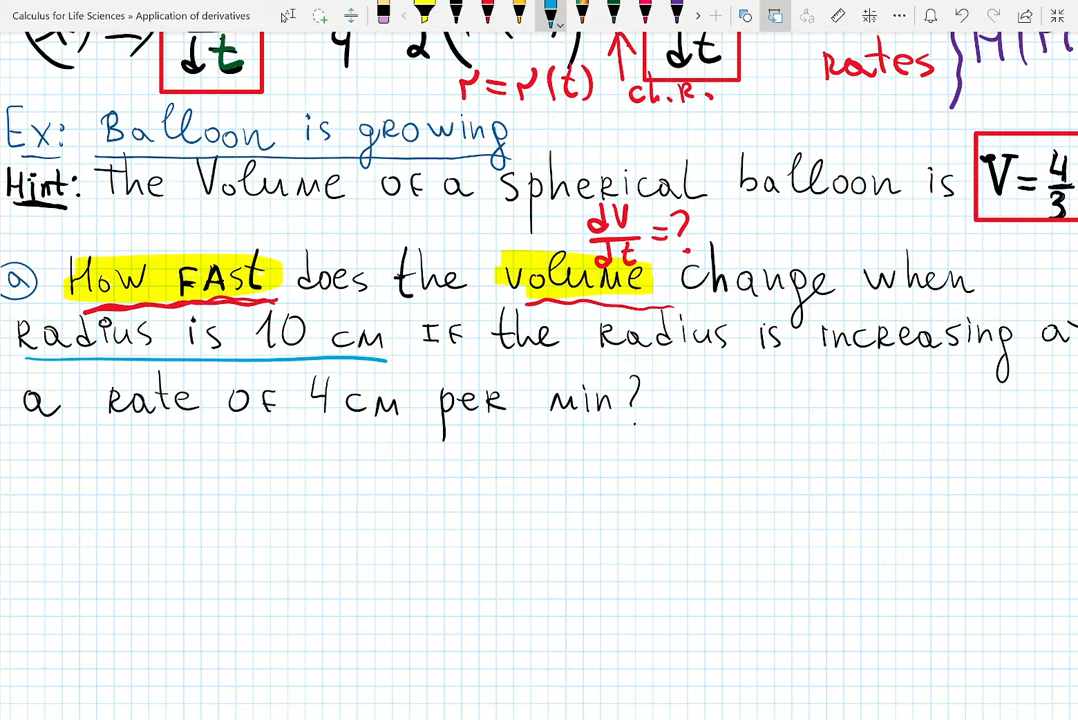 Calculus for Life Sciences » Application of derivatives
dt 4 2 dt rates
r = r(t) ch.R.
Ex: Balloon is growing
Hint: The Volume of a spherical balloon is V = 4/3
dV/dt = ?
a How FAst does the volume change when
Radius is 10 cm IF the Radius is increasing a
a Rate OF 4 cm per min?